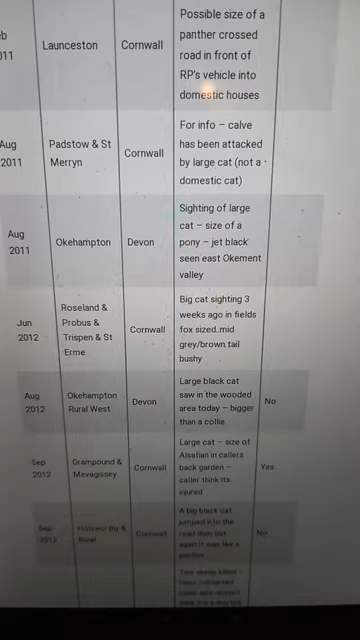 Possible size of a
panther crossed
b
Launceston Cornwall road in front of
011
RP's vehicle into
domestic houses
For info – calve
Aug Padstow & St has been attacked
2011 Merryn Cornwall by large cat (not a
domestic cat)
Sighting of large
cat – size of a
Aug Okehampton Devon pony – jet black
2011 seen east Okement
valley
Big cat sighting 3
Roseland & weeks ago in fields
Jun Probus & Cornwall fox sized..mid
2012 Trispen & St grey/brown tail
Erme bushy
Large black cat
Aug Okehampton Devon saw in the wooded No
2012 Rural West area today – bigger
than a collie
Large cat – size of
Alsatian in callers
Sep Grampound & Cornwall back garden – Yes
2012 Mevagissey caller think its
injured
A big black cat
jumped into the
Sep Holsworthy & Cornwall road then out No
2012 Rural again it was like a
panther